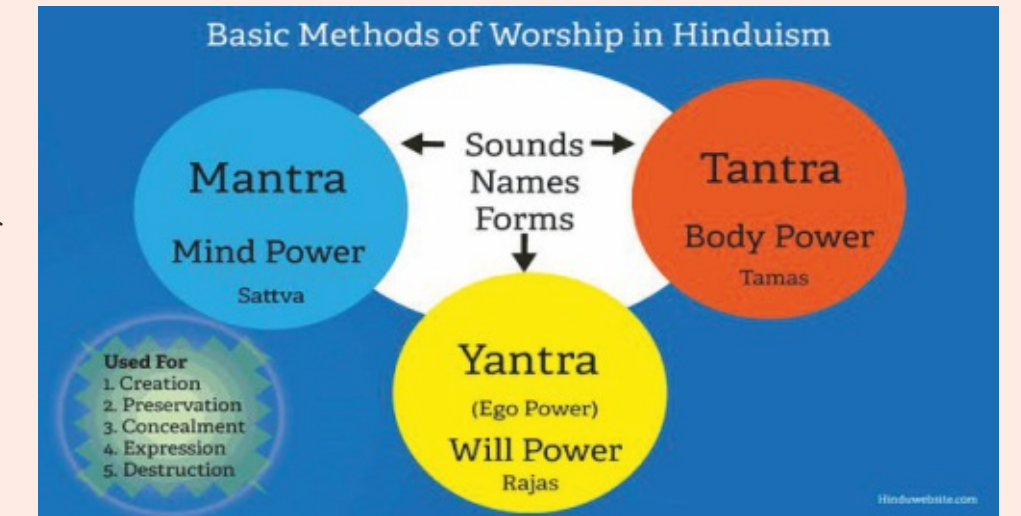 Basic Methods of Worship in Hinduism
Sounds
Names
Forms
Mantra
Mind Power
Sattva
Tantra
Body Power
Tamas
Yantra
(Ego Power)
Will Power
Rajas
Used For
1. Creation
2. Preservation
3. Concealment
4. Expression
5. Destruction
Hinduwebsite.com